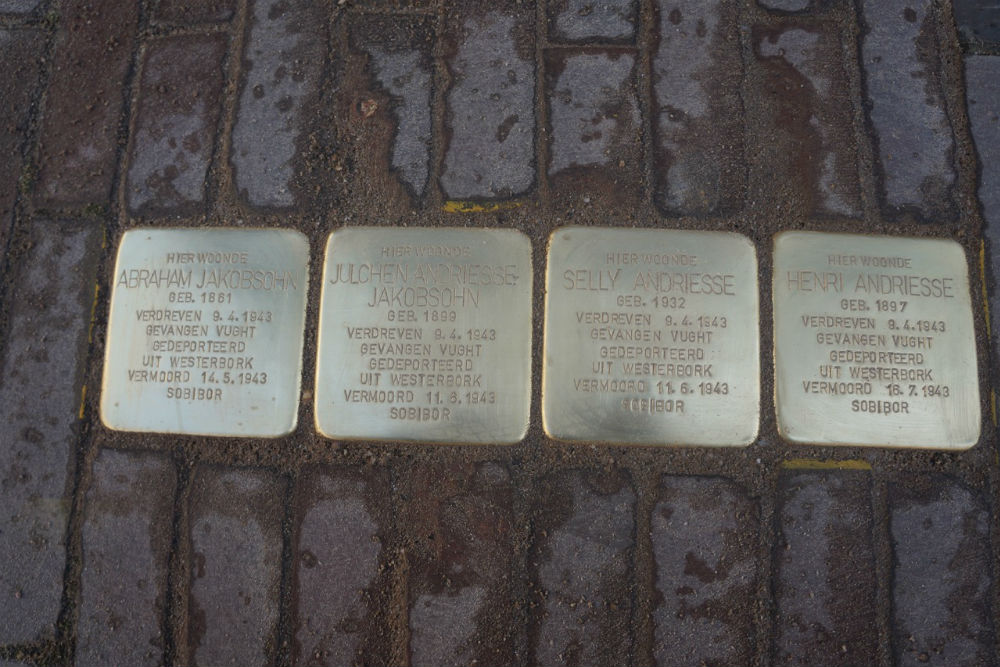 HIER WOONDE
ABRAHAM JAKOBSOHN
GEB. 1861
VERDREVEN 9.4.1943
GEVANGEN VUGHT
GEDEPORTEERD
UIT WESTERBORK
VERMOORD 14.5.1943
SOBIBOR
HIER WOONDE
JULCHEN ANDRIESSE-
JAKOBSOHN
GEB. 1899
VERDREVEN 9.4.1943
GEVANGEN VUGHT
GEDEPORTEERD
UIT WESTERBORK
VERMOORD 11.6.1943
SOBIBOR
HIER WOONDE
SELLY ANDRIESSE
GEB. 1932
VERDREVEN 9.4.1943
GEVANGEN VUGHT
GEDEPORTEERD
UIT WESTERBORK
VERMOORD 11.6.1943
SOBIBOR
HIER WOONDE
HENRI ANDRIESSE
GEB. 1897
VERDREVEN 9.4.1943
GEVANGEN VUGHT
GEDEPORTEERD
UIT WESTERBORK
VERMOORD 16.7.1943
SOBIBOR